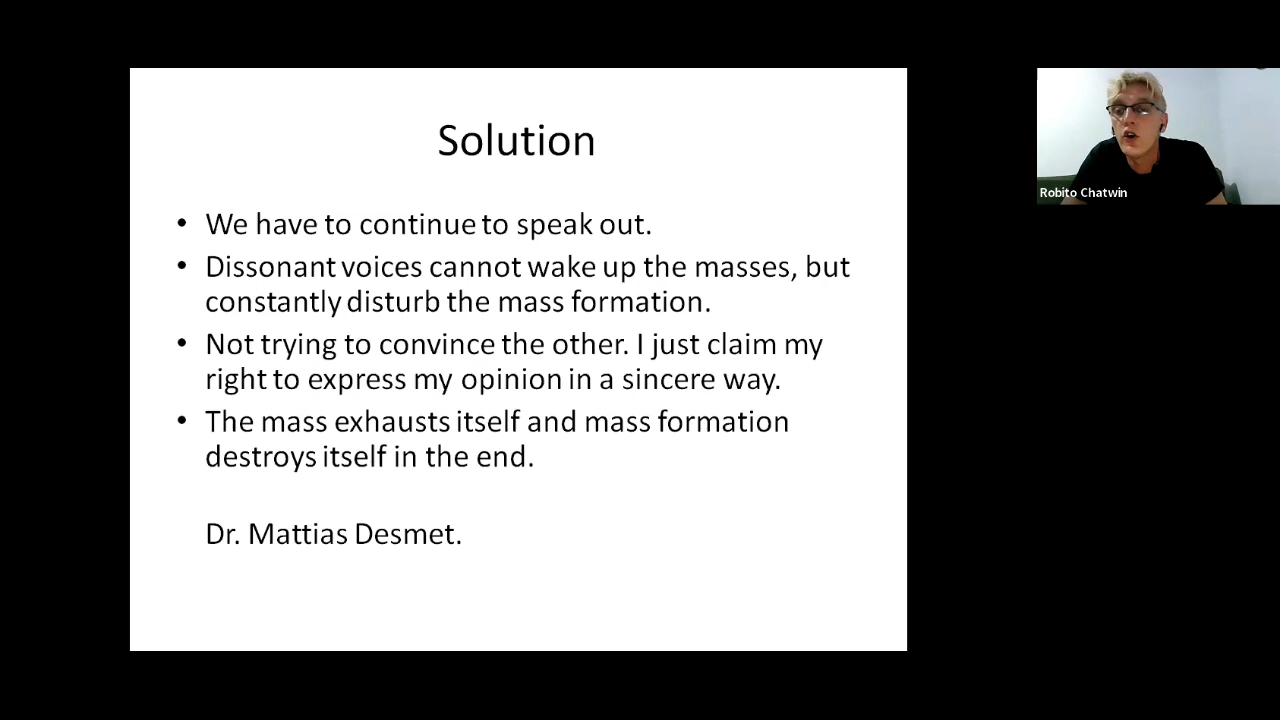 Solution
• We have to continue to speak out.
• Dissonant voices cannot wake up the masses, but
constantly disturb the mass formation.
• Not trying to convince the other. I just claim my
right to express my opinion in a sincere way.
• The mass exhausts itself and mass formation
destroys itself in the end.
Dr. Mattias Desmet.
Robito Chatwin